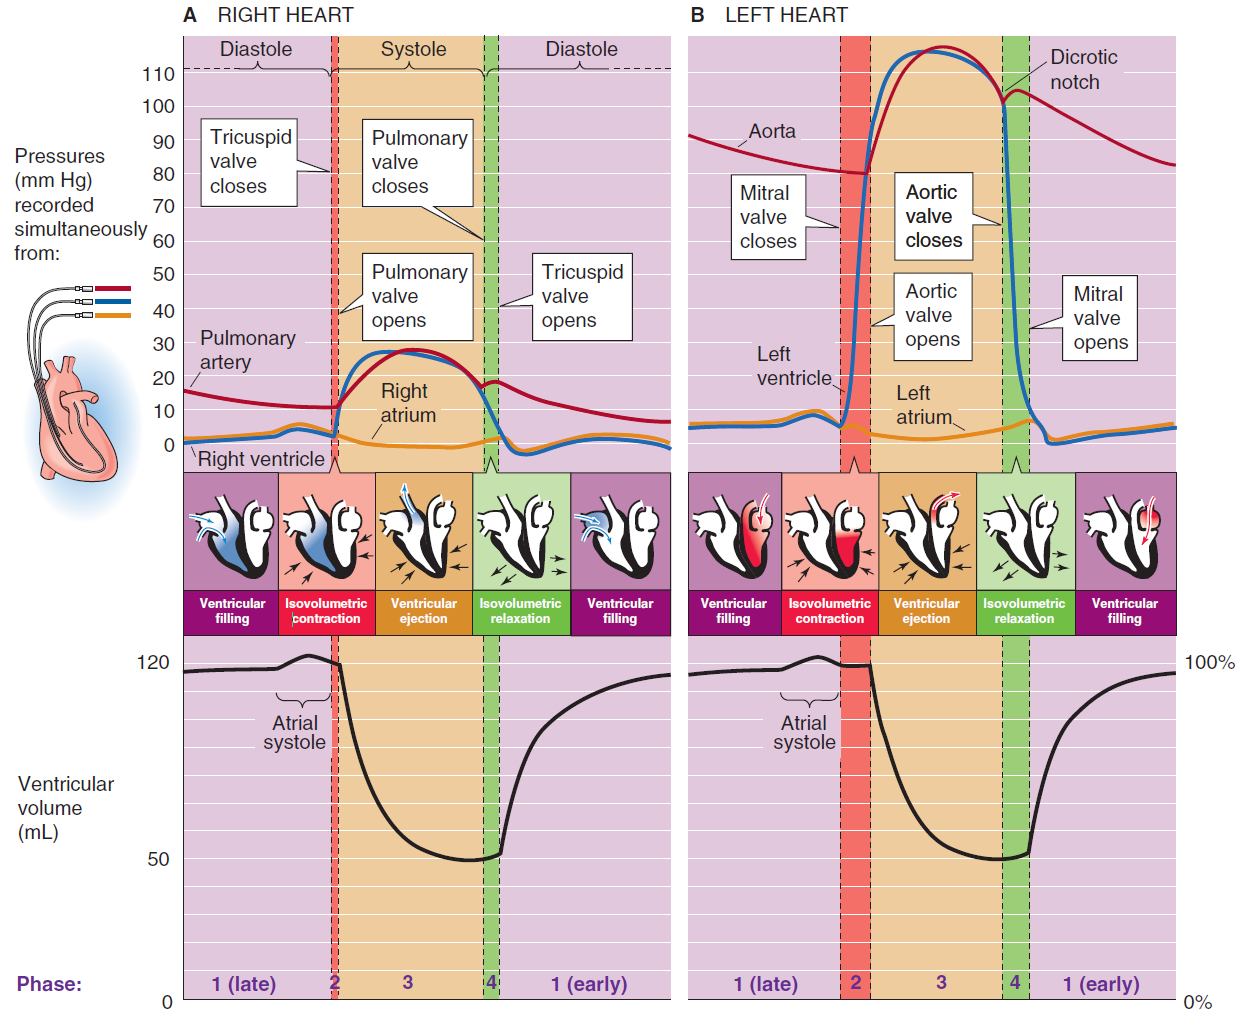 A RIGHT HEART
B LEFT HEART
Diastole
Systole
Diastole
110
100
90
80
70
60
50
40
30
20
10
0
Pressures
(mm Hg)
recorded
simultaneously
from:
Tricuspid
valve
closes
Pulmonary
valve
closes
Pulmonary
valve
opens
Tricuspid
valve
opens
Pulmonary
artery
Right
atrium
Right ventricle
Dicrotic
notch
Aorta
Mitral
valve
closes
Aortic
valve
closes
Aortic
valve
opens
Mitral
valve
opens
Left
ventricle
Left
atrium
Ventricular
filling
Isovolumetric
contraction
Ventricular
ejection
Isovolumetric
relaxation
Ventricular
filling
Ventricular
filling
Isovolumetric
contraction
Ventricular
ejection
Isovolumetric
relaxation
Ventricular
filling
120
50
0
100%
0%
Atrial
systole
Atrial
systole
Ventricular
volume
(mL)
Phase:
1 (late)
2
3
4
1 (early)
1 (late)
2
3
4
1 (early)